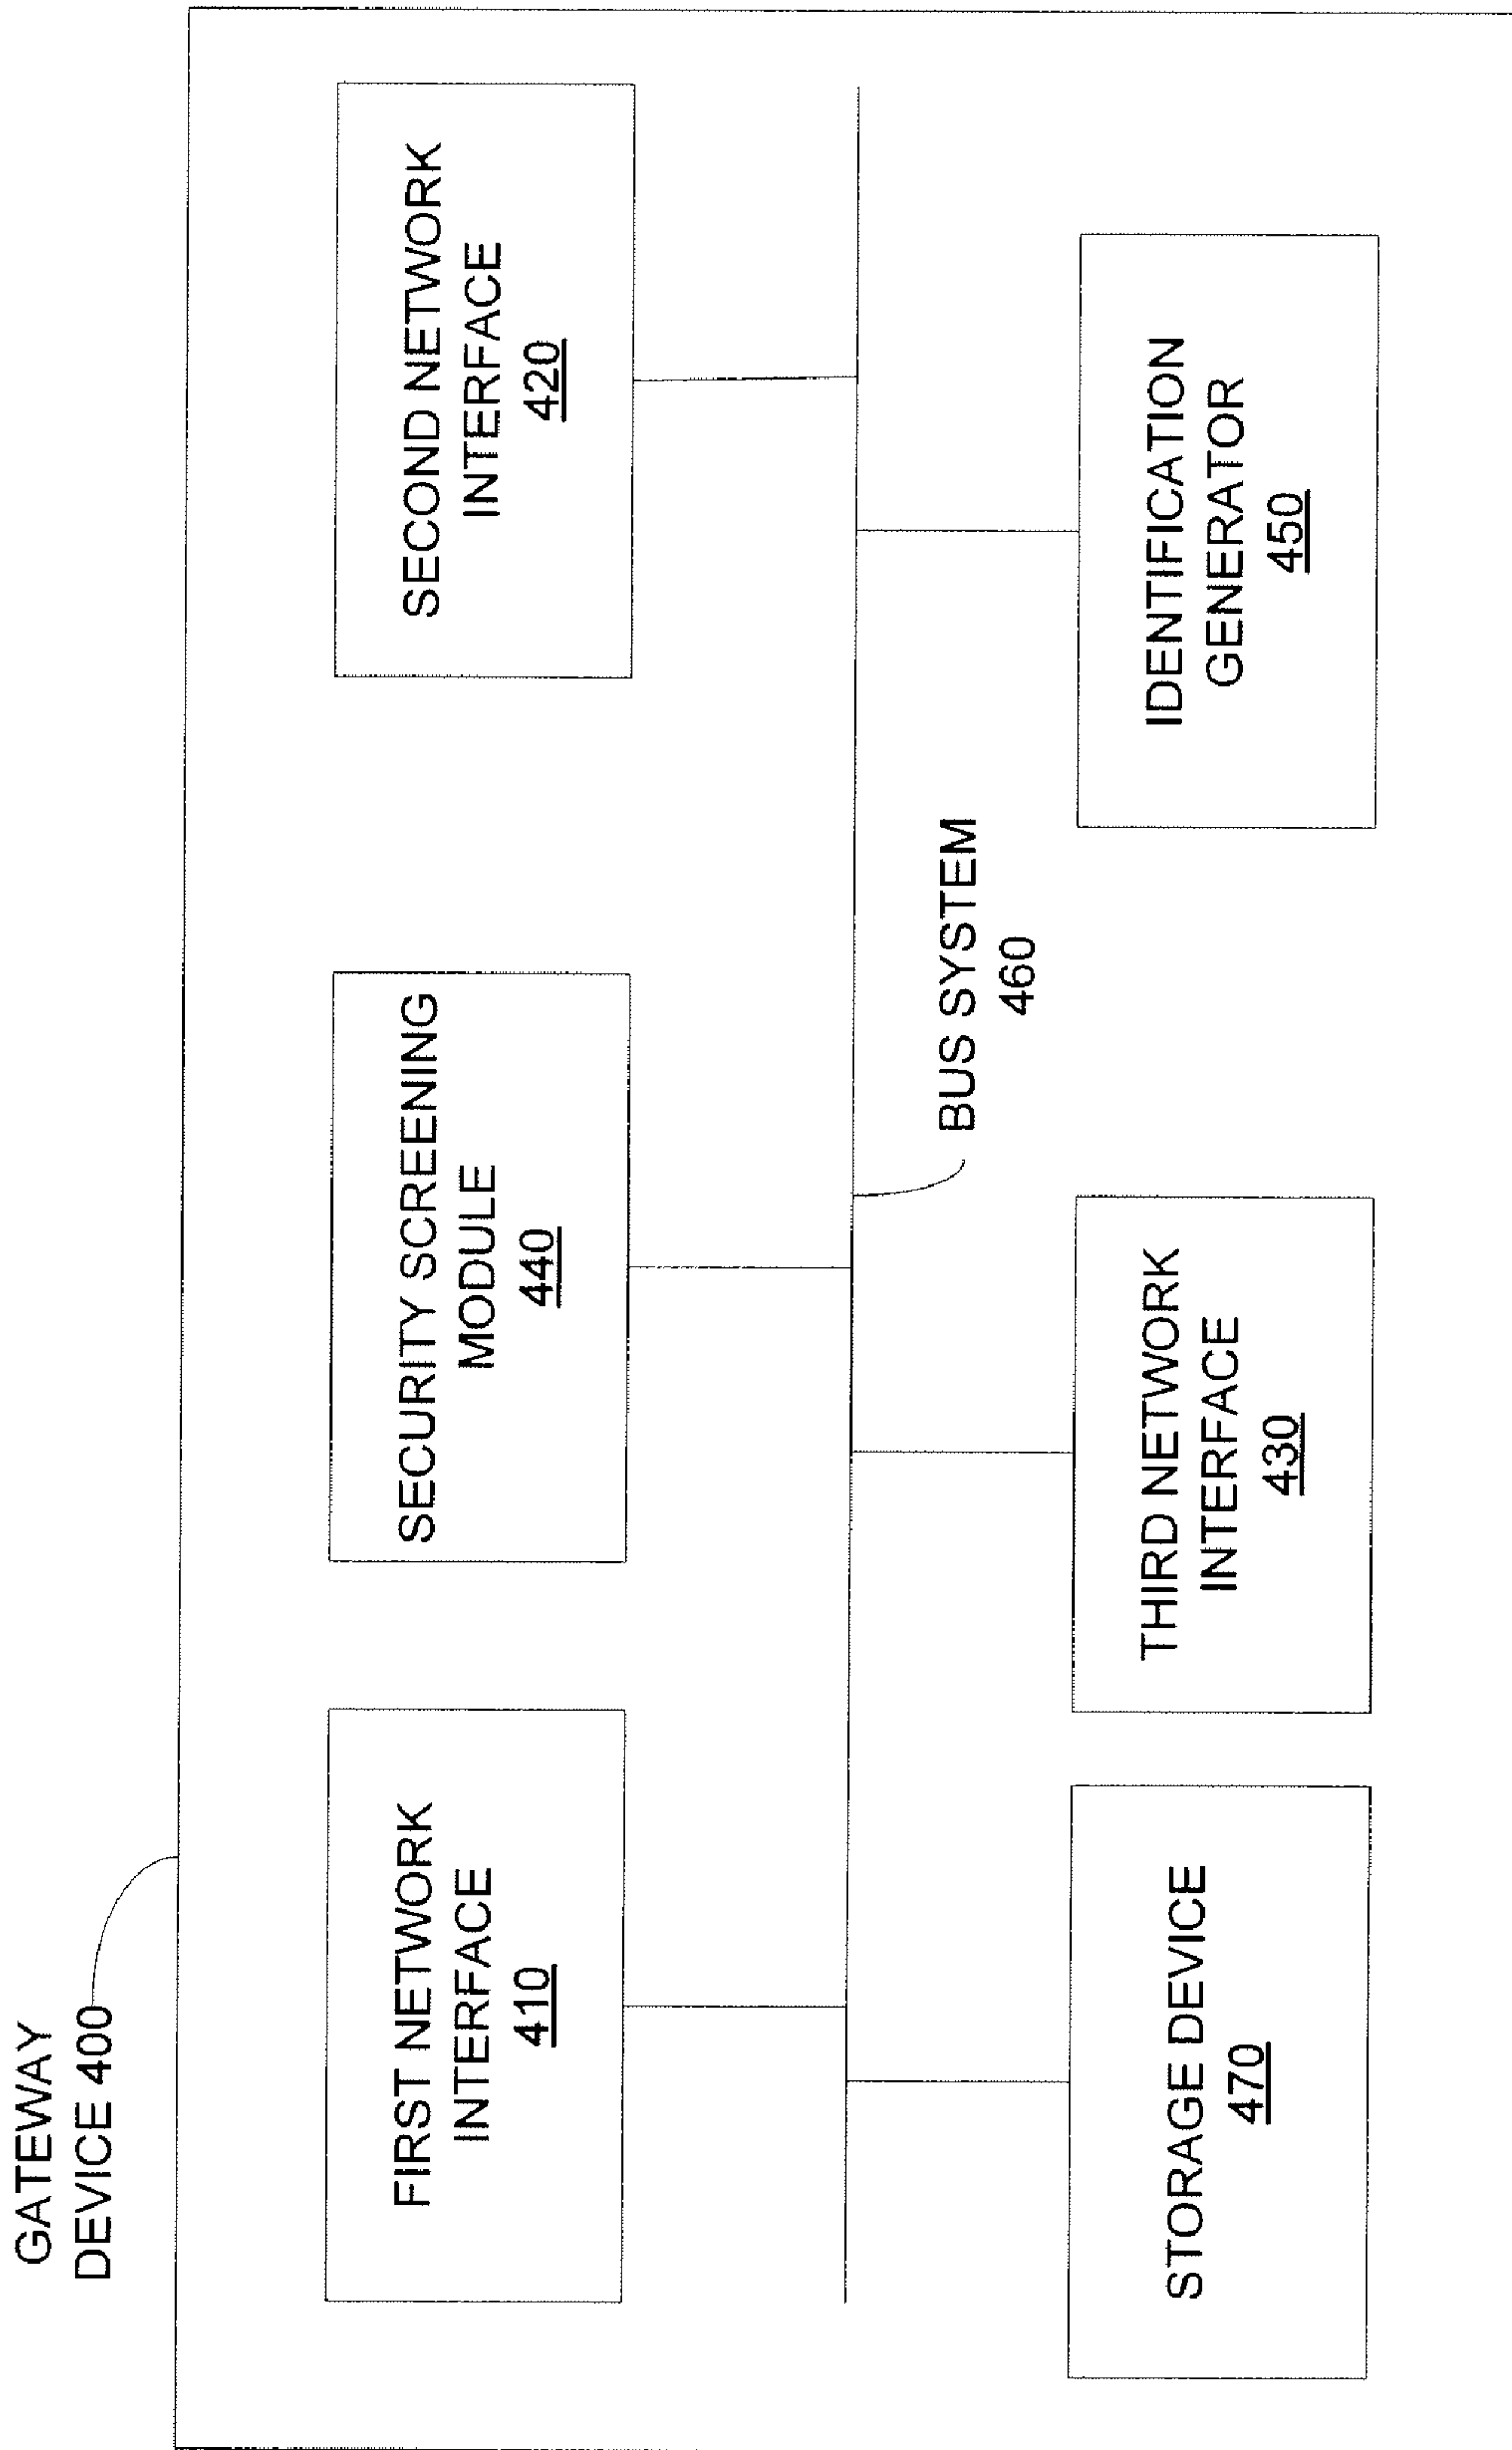 GATEWAY
DEVICE 400
FIRST NETWORK
INTERFACE
410
SECURITY SCREENING
MODULE
440
SECOND NETWORK
INTERFACE
420
BUS SYSTEM
460
STORAGE DEVICE
470
THIRD NETWORK
INTERFACE
430
IDENTIFICATION
GENERATOR
450